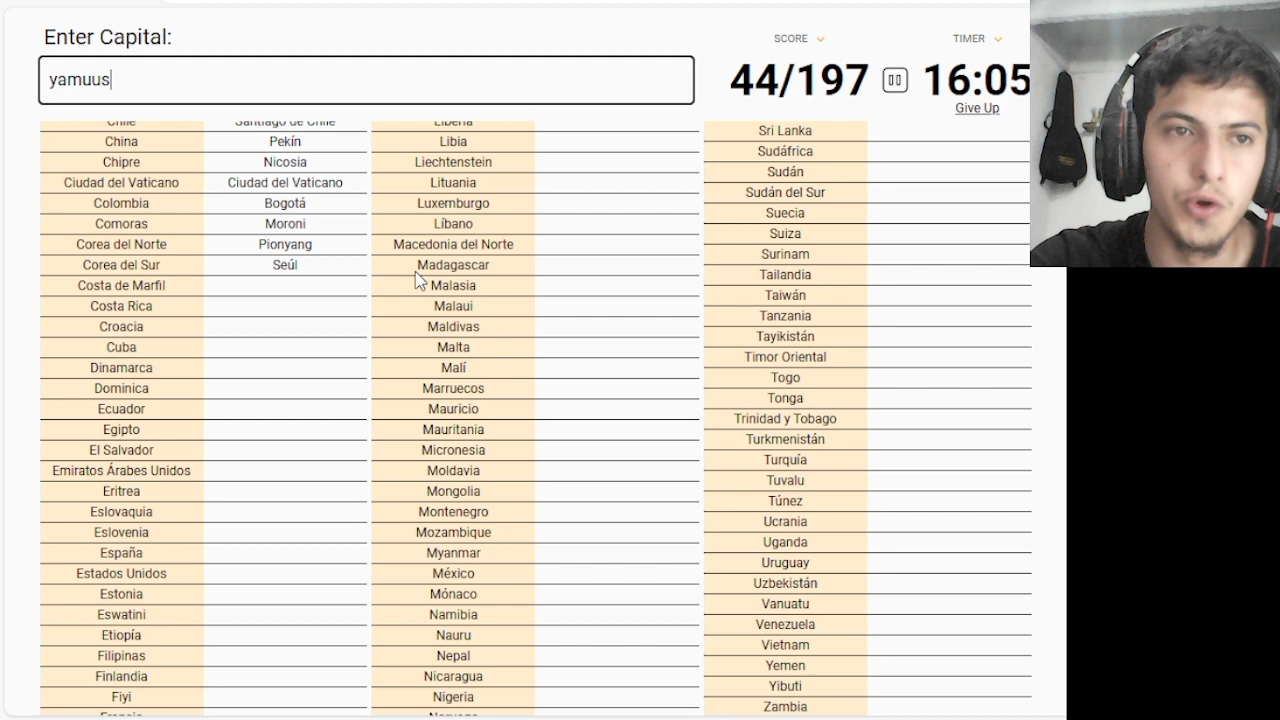 Enter Capital:
yamuus
SCORE
TIMER
44/197
16:05
Give Up
Chile Santiago de Chile Liberia
Sri Lanka
China Pekín Libia
Sudáfrica
Chipre Nicosia Liechtenstein
Sudán
Ciudad del Vaticano Ciudad del Vaticano Lituania
Sudán del Sur
Colombia Bogotá Luxemburgo
Suecia
Comoras Moroni Líbano
Suiza
Corea del Norte Pionyang Macedonia del Norte
Surinam
Corea del Sur Seúl Madagascar
Tailandia
Costa de Marfil Malasia
Taiwán
Costa Rica Malaui
Tanzania
Croacia Maldivas
Tayikistán
Cuba Malta
Timor Oriental
Dinamarca Malí
Togo
Dominica Marruecos
Tonga
Ecuador Mauricio
Trinidad y Tobago
Egipto Mauritania
Turkmenistán
El Salvador Micronesia
Turquía
Emiratos Árabes Unidos Moldavia
Tuvalu
Eritrea Mongolia
Túnez
Eslovaquia Montenegro
Ucrania
Eslovenia Mozambique
Uganda
España Myanmar
Uruguay
Estados Unidos México
Uzbekistán
Estonia Mónaco
Vanuatu
Eswatini Namibia
Venezuela
Etiopía Nauru
Vietnam
Filipinas Nepal
Yemen
Finlandia Nicaragua
Yibuti
Fiyi Nigeria
Zambia